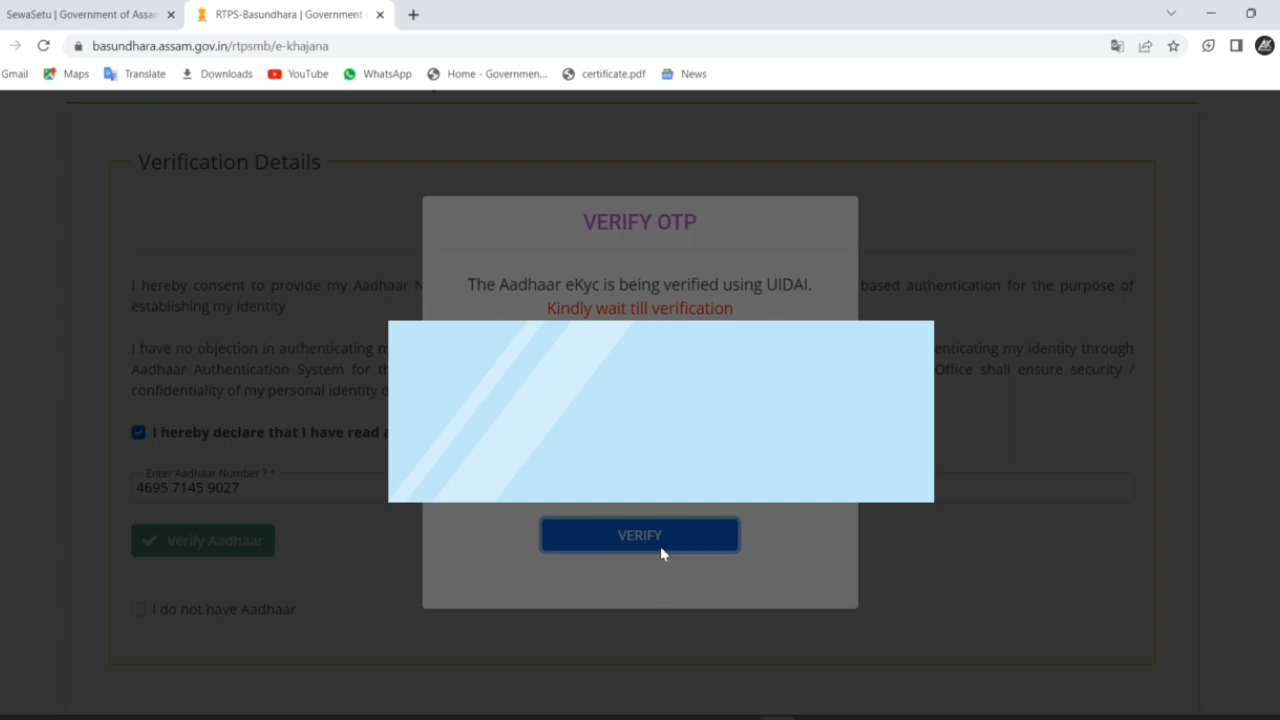 SewaSetu | Government of Assam
RTPS-Basundhara | Government
basundhara.assam.gov.in/rtpsmb/e-khajana
Gmail Maps Translate Downloads YouTube WhatsApp Home - Governmen... certificate.pdf News
Verification Details
VERIFY OTP
I hereby consent to provide my Aadhaar N
based authentication for the purpose of
establishing my identity
The Aadhaar eKyc is being verified using UIDAI.
Kindly wait till verification
I have no objection in authenticating m
enticating my identity through
Aadhaar Authentication System for th
Office shall ensure security /
confidentiality of my personal identity d
I hereby declare that I have read a
Enter Aadhaar Number ? *
4695 7145 9027
Verify Aadhaar
VERIFY
I do not have Aadhaar